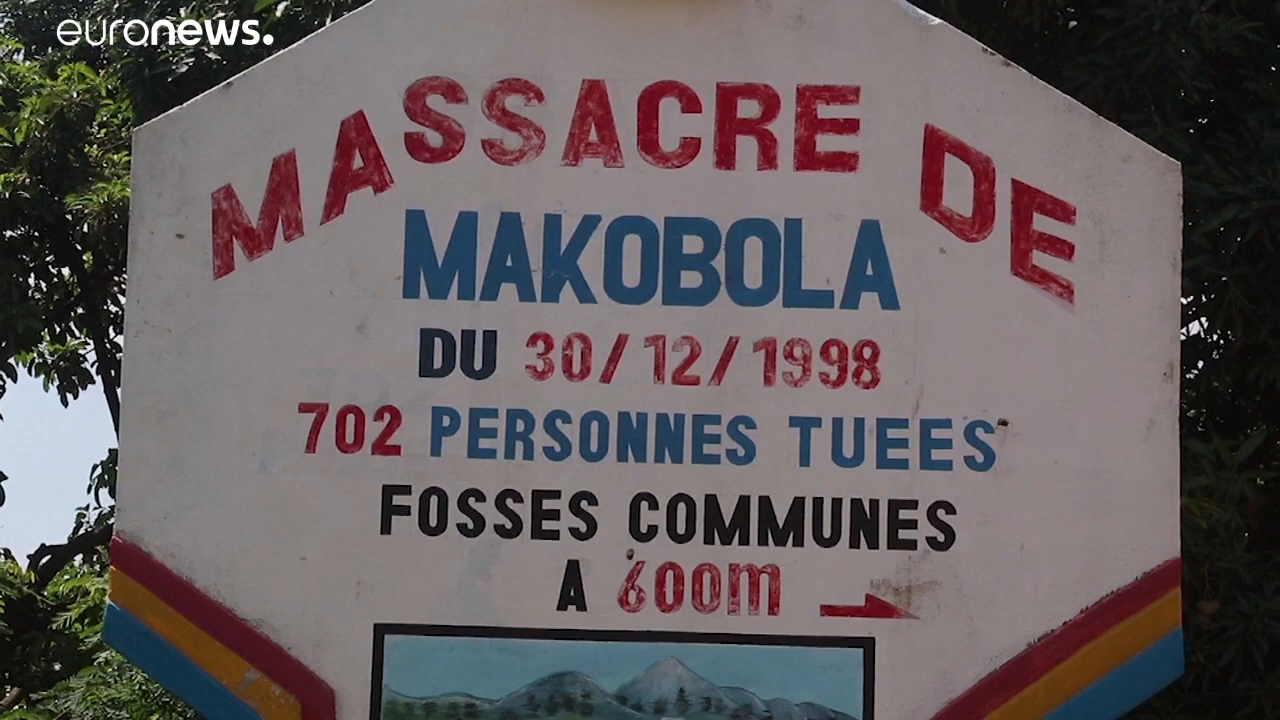 euronews.
MASSACRE DE
MAKOBOLA
DU 30/12/1998
702 PERSONNES TUEES
FOSSES COMMUNES
A 600m